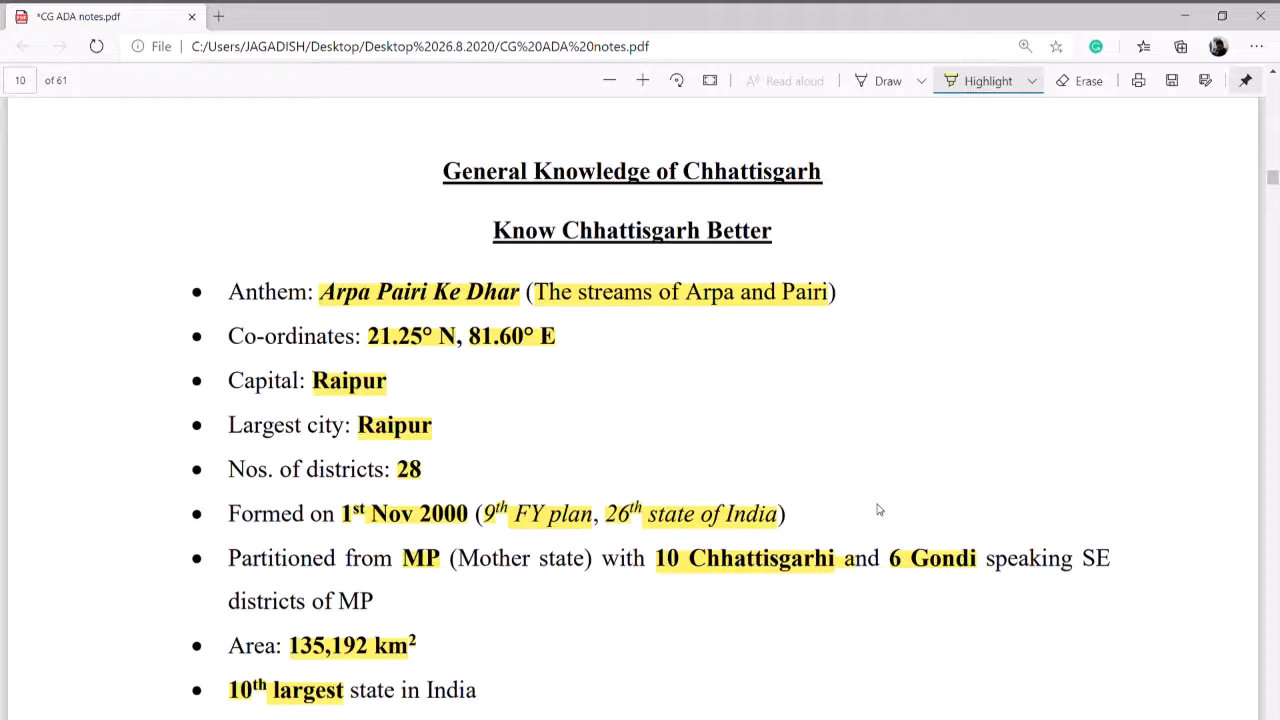 *CG ADA notes.pdf
File | C:/Users/JAGADISH/Desktop/Desktop%2026.8.2020/CG%20ADA%20notes.pdf
10 of 61 Read aloud Draw Highlight Erase
General Knowledge of Chhattisgarh
Know Chhattisgarh Better
• Anthem: Arpa Pairi Ke Dhar (The streams of Arpa and Pairi)
• Co-ordinates: 21.25° N, 81.60° E
• Capital: Raipur
• Largest city: Raipur
• Nos. of districts: 28
• Formed on 1st Nov 2000 (9th FY plan, 26th state of India)
• Partitioned from MP (Mother state) with 10 Chhattisgarhi and 6 Gondi speaking SE
districts of MP
• Area: 135,192 km²
• 10th largest state in India